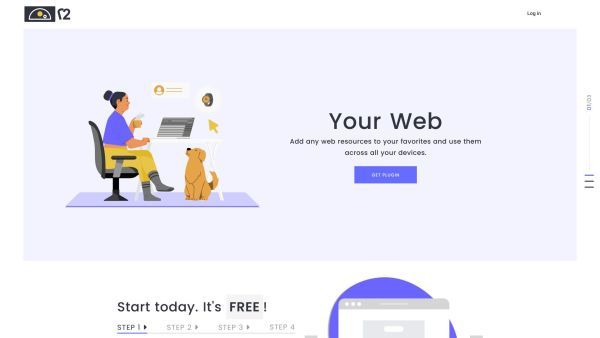 Log in
Your Web
Add any web resources to your favorites and use them
across all your devices.
GET PLUGIN
Start today. It's FREE !
STEP 1 STEP 2 STEP 3 STEP 4